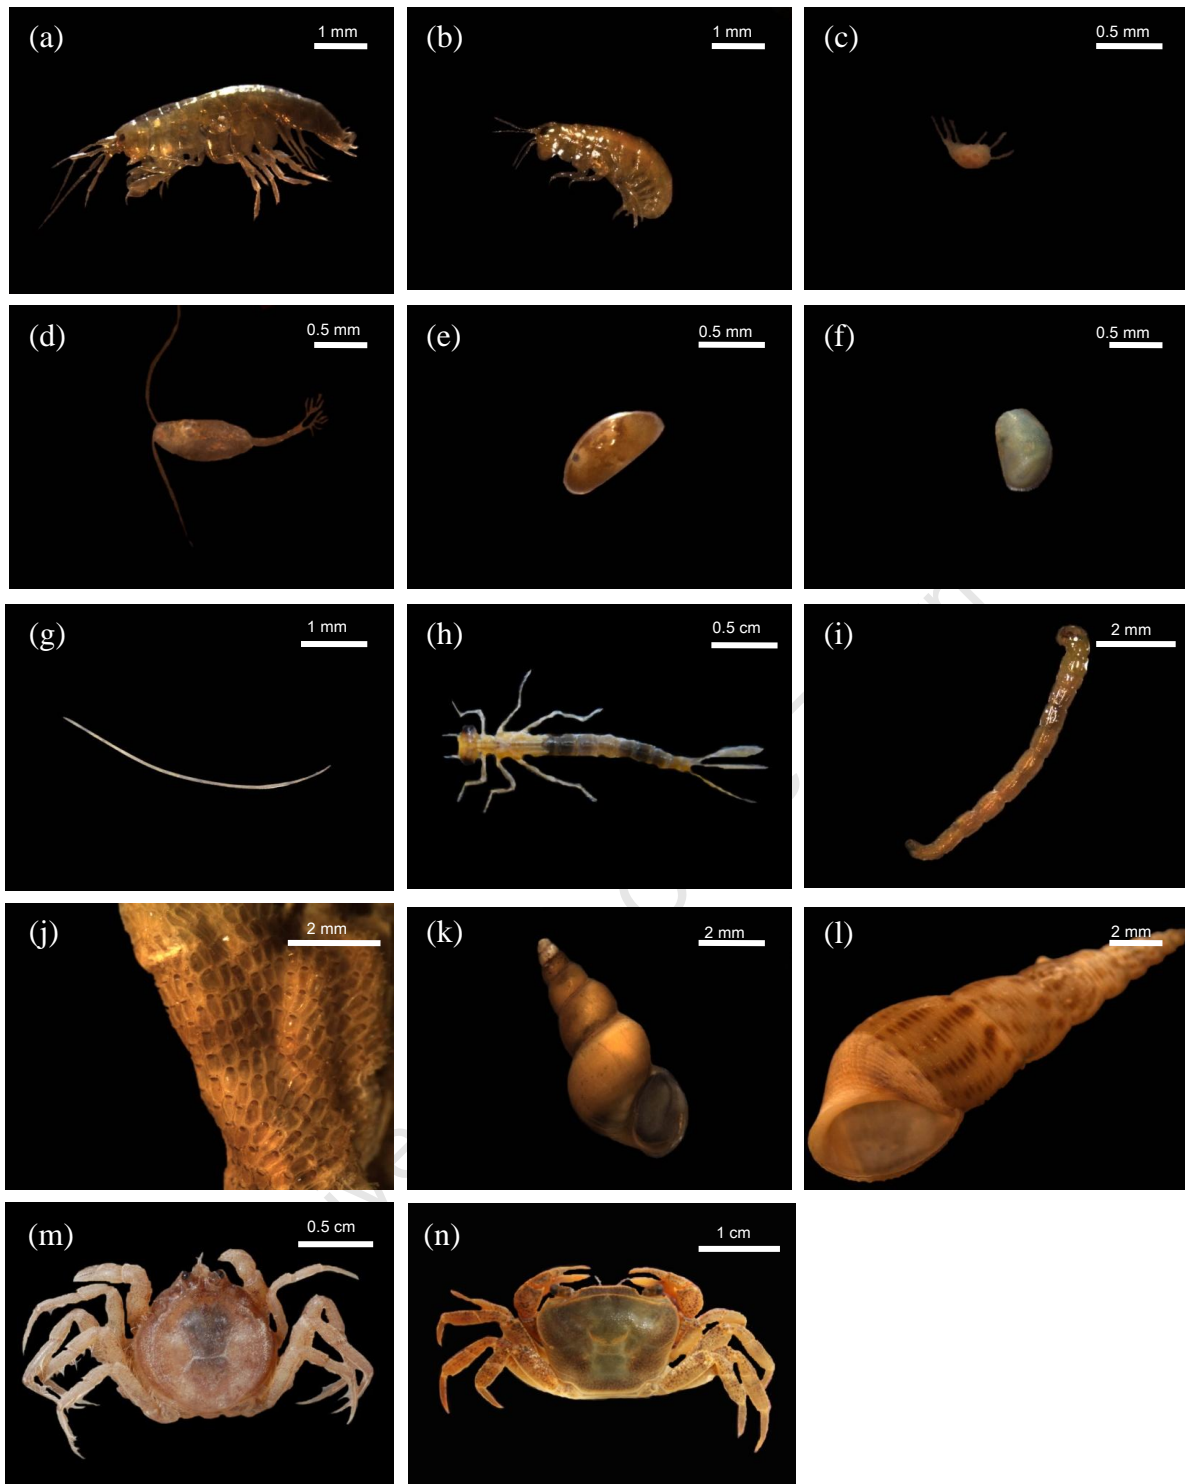 (a) 1 mm
(b) 1 mm
(c) 0.5 mm
(d) 0.5 mm
(e) 0.5 mm
(f) 0.5 mm
(g) 1 mm
(h) 0.5 cm
(i) 2 mm
(j) 2 mm
(k) 2 mm
(l) 2 mm
(m) 0.5 cm
(n) 1 cm